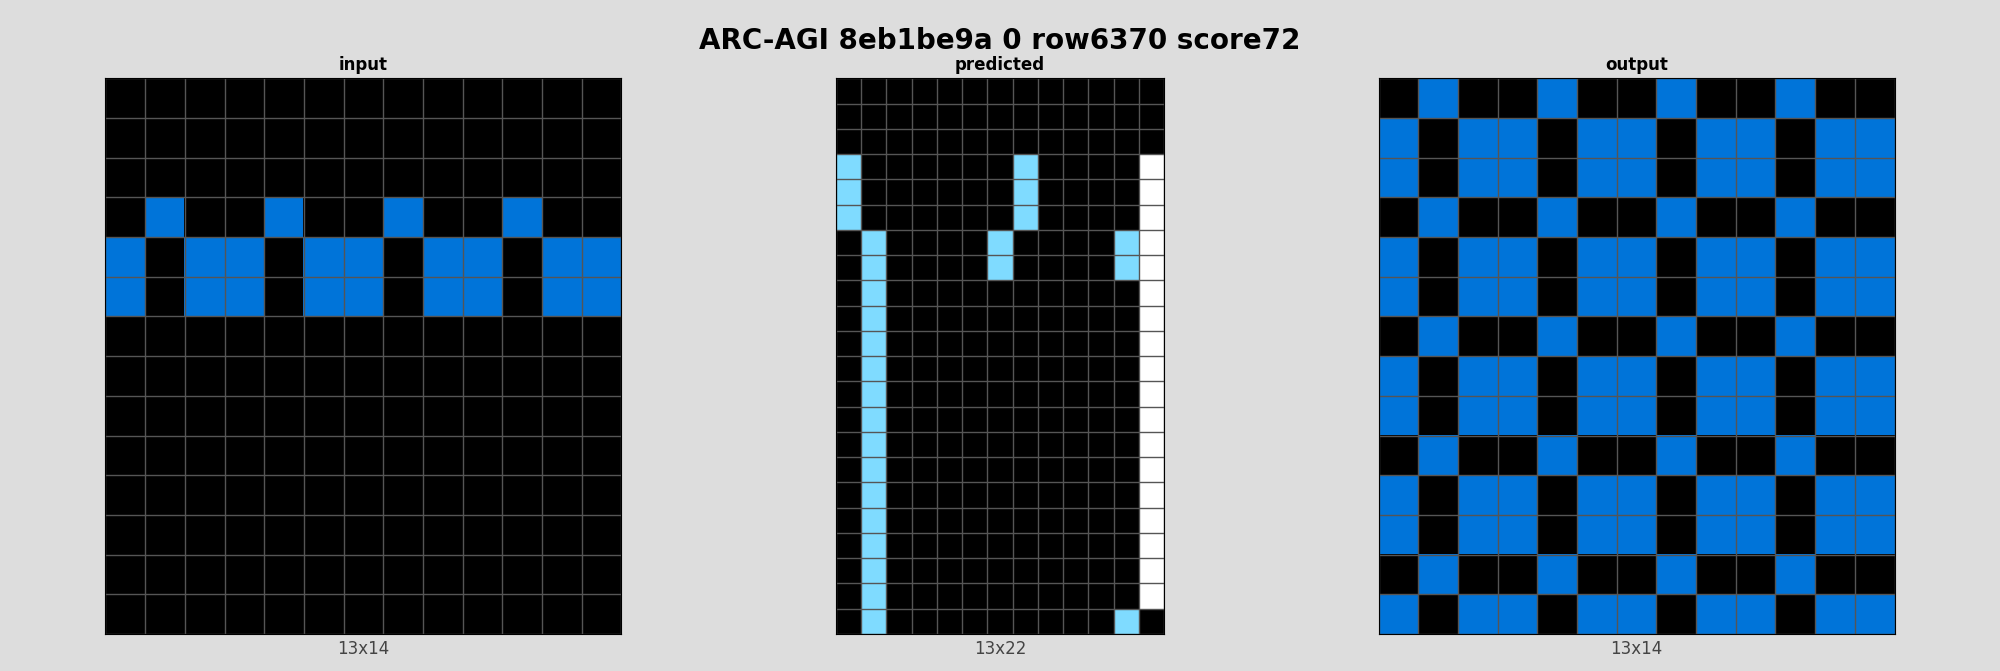 ARC-AGI 8eb1be9a 0 row6370 score72
input
predicted
output
13x14
13x22
13x14